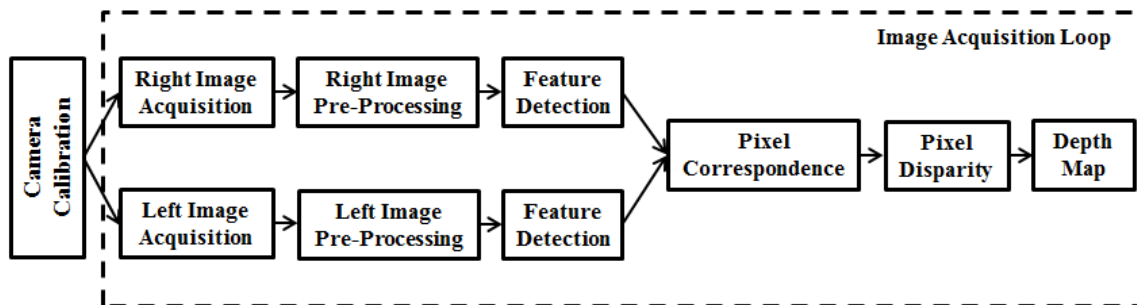 Image Acquisition Loop
Camera
Calibration
Right Image
Acquisition
Right Image
Pre-Processing
Feature
Detection
Left Image
Acquisition
Left Image
Pre-Processing
Feature
Detection
Pixel
Correspondence
Pixel
Disparity
Depth
Map